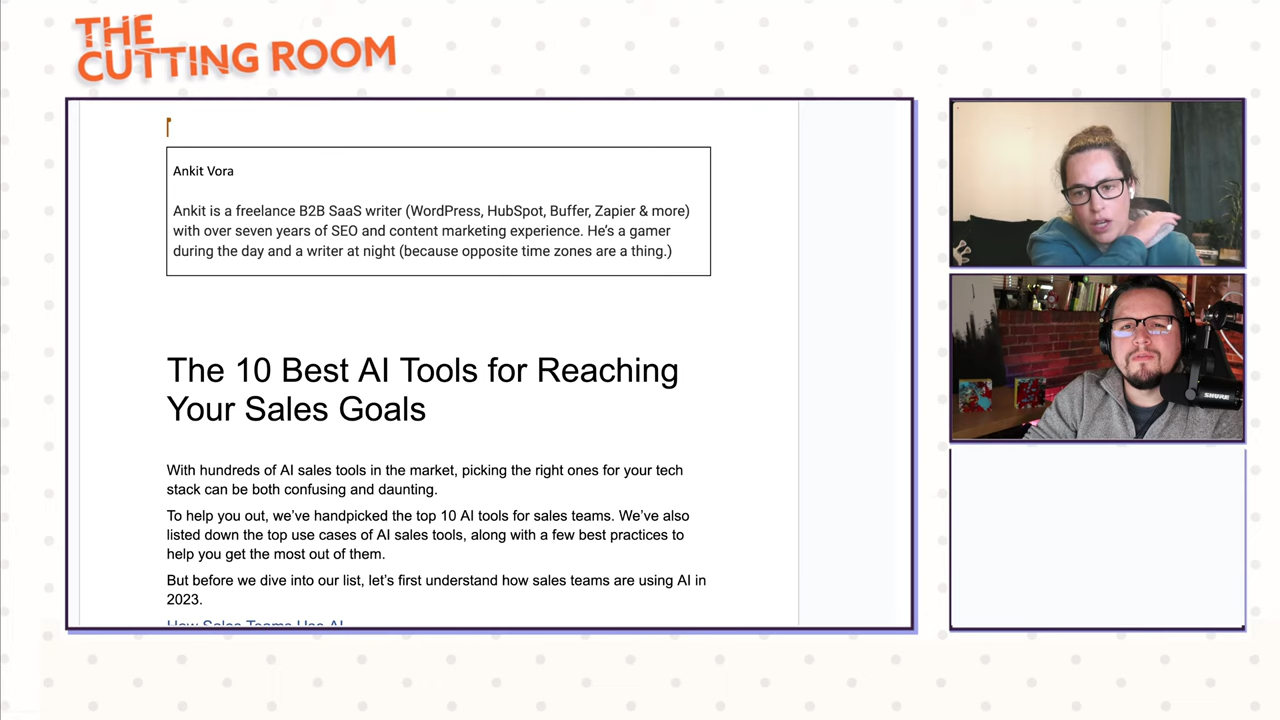 THE
CUTTING ROOM
Ankit Vora
Ankit is a freelance B2B SaaS writer (WordPress, HubSpot, Buffer, Zapier & more)
with over seven years of SEO and content marketing experience. He's a gamer
during the day and a writer at night (because opposite time zones are a thing.)
The 10 Best AI Tools for Reaching
Your Sales Goals
With hundreds of AI sales tools in the market, picking the right ones for your tech
stack can be both confusing and daunting.
To help you out, we've handpicked the top 10 AI tools for sales teams. We've also
listed down the top use cases of AI sales tools, along with a few best practices to
help you get the most out of them.
But before we dive into our list, let's first understand how sales teams are using AI in
2023.
How Sales Teams Use AI
SHURE